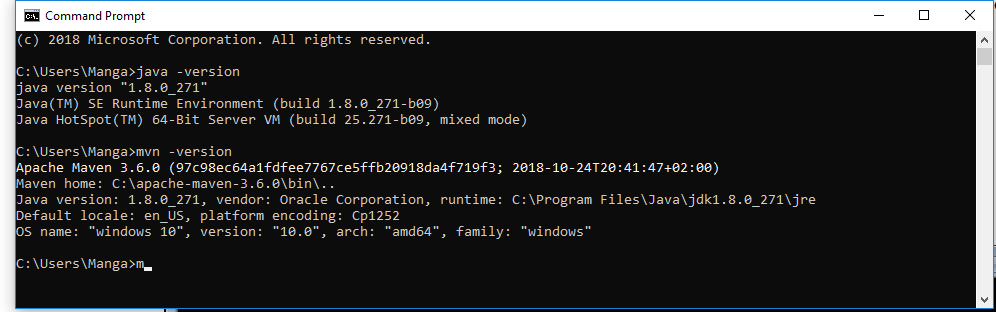 Command Prompt
(c) 2018 Microsoft Corporation. All rights reserved.
C:\Users\Manga>java -version
java version "1.8.0_271"
Java(TM) SE Runtime Environment (build 1.8.0_271-b09)
Java HotSpot(TM) 64-Bit Server VM (build 25.271-b09, mixed mode)
C:\Users\Manga>mvn -version
Apache Maven 3.6.0 (97c98ec64a1fdfee7767ce5ffb20918da4f719f3; 2018-10-24T20:41:47+02:00)
Maven home: C:\apache-maven-3.6.0\bin\..
Java version: 1.8.0_271, vendor: Oracle Corporation, runtime: C:\Program Files\Java\jdk1.8.0_271\jre
Default locale: en_US, platform encoding: Cp1252
OS name: "windows 10", version: "10.0", arch: "amd64", family: "windows"
C:\Users\Manga>m